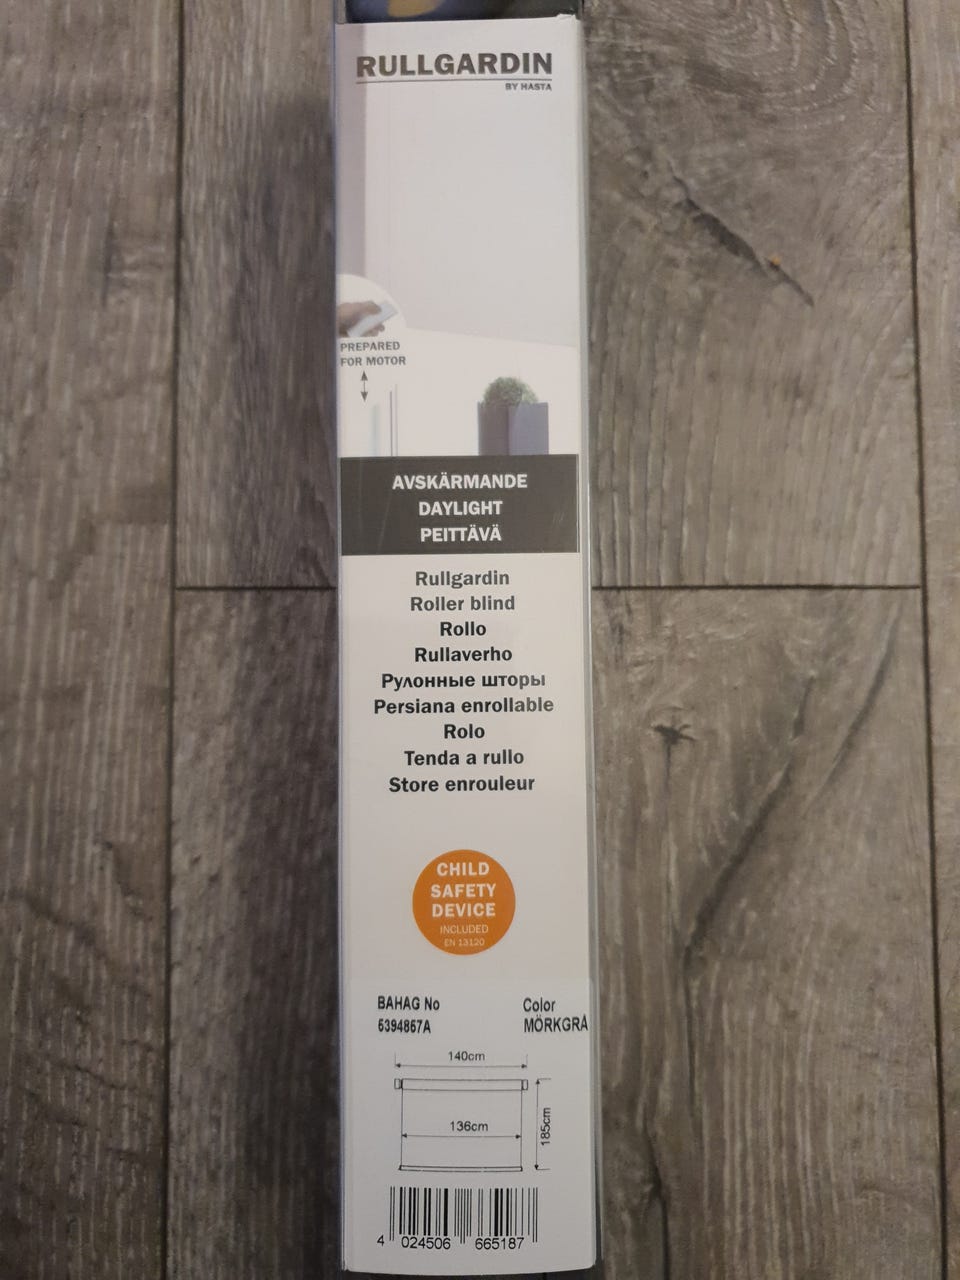 RULLGARDIN
BY HASTA
PREPARED
FOR MOTOR
AVSKÄRMANDE
DAYLIGHT
PEITTÄVÄ
Rullgardin
Roller blind
Rollo
Rullaverho
Рулонные шторы
Persiana enrollable
Rolo
Tenda a rullo
Store enrouleur
CHILD
SAFETY
DEVICE
INCLUDED
EN 13120
BAHAG No Color
5394867A MÖRKGRÅ
140cm
136cm
185cm
4 024506 665187